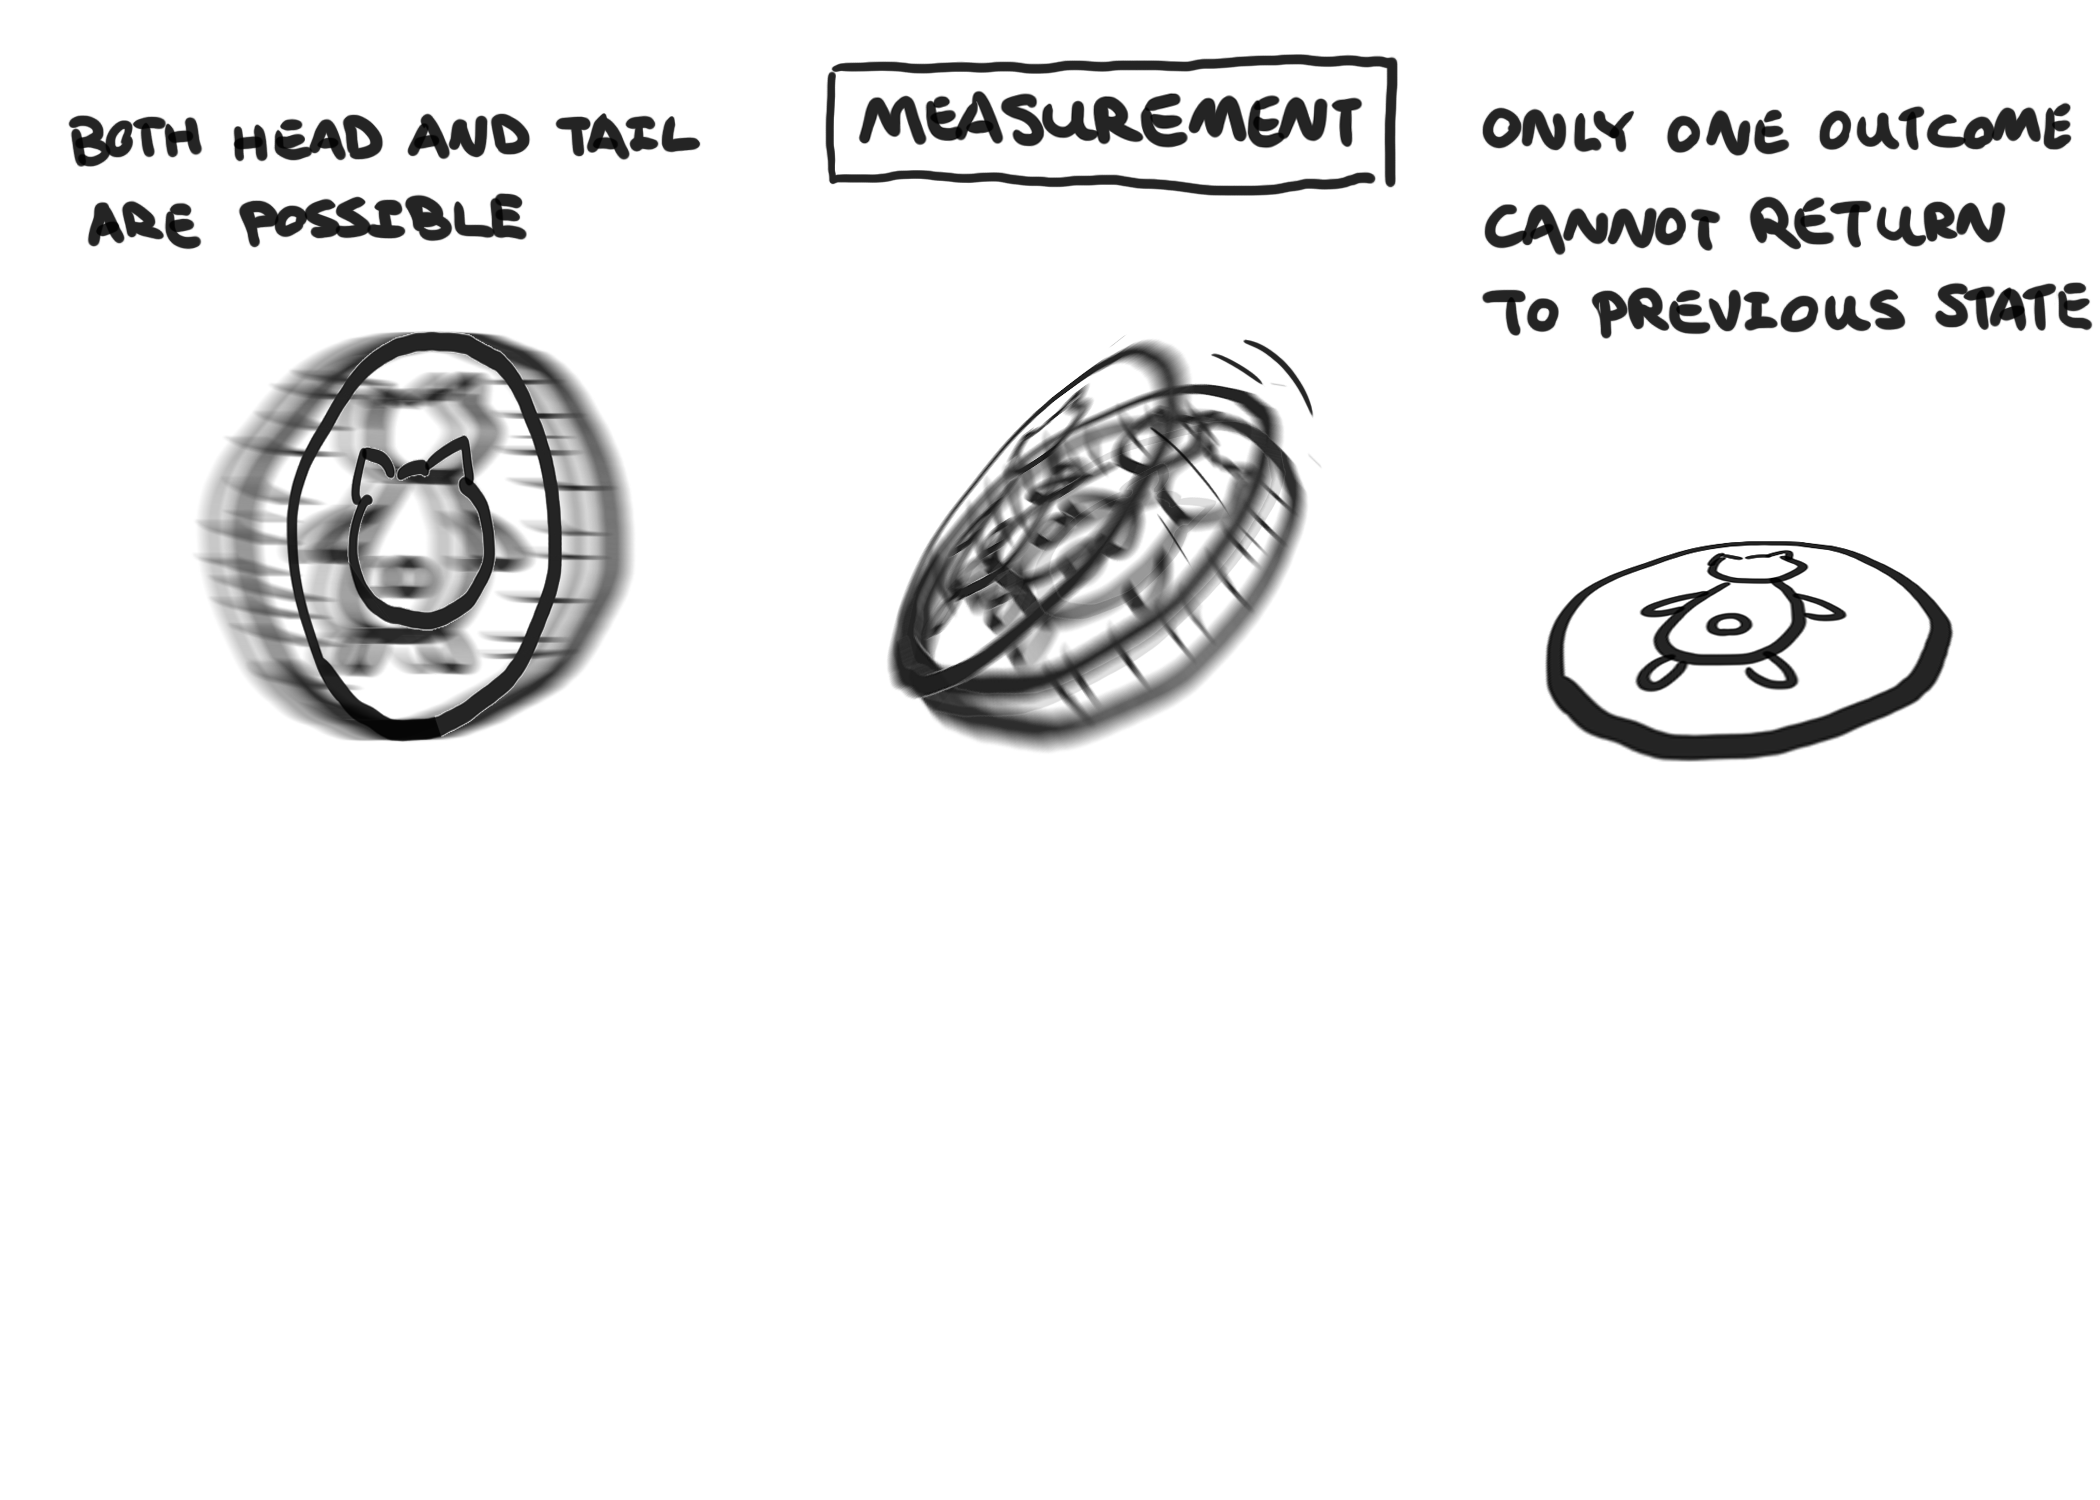 BOTH HEAD AND TAIL
ARE POSSIBLE
MEASUREMENT
ONLY ONE OUTCOME
CANNOT RETURN
TO PREVIOUS STATE